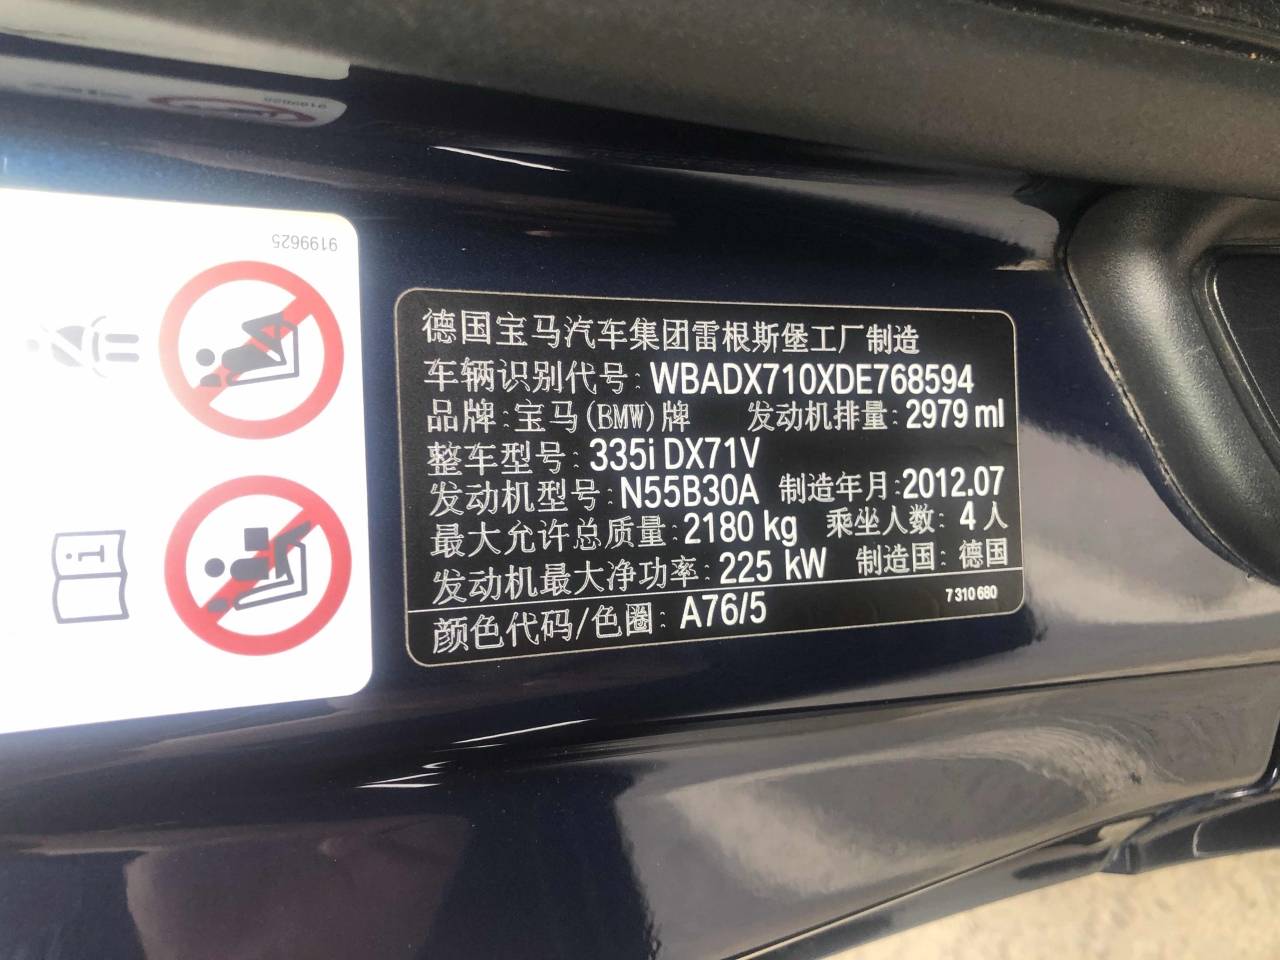 9199625
德国宝马汽车集团雷根斯堡工厂制造
车辆识别代号: WBADX710XDE768594
品牌: 宝马(BMW)牌 发动机排量: 2979 ml
整车型号: 335i DX71V
发动机型号: N55B30A 制造年月: 2012.07
最大允许总质量: 2180 kg 乘坐人数: 4 人
发动机最大净功率: 225 kW 制造国: 德国
7 310 680
颜色代码/色圈: A76/5